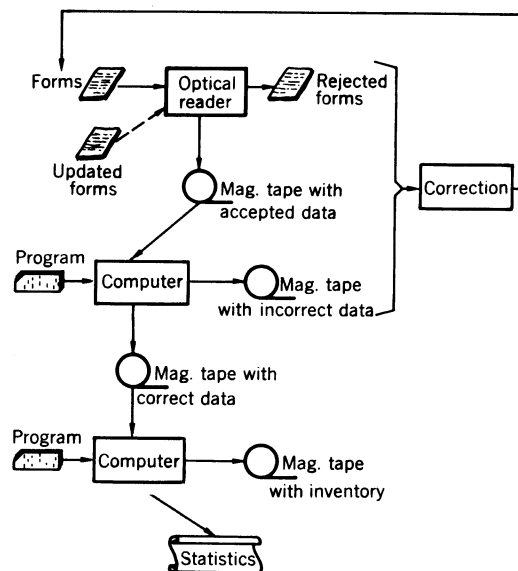 Forms
Optical
reader
Rejected
forms
Updated
forms
Mag. tape with
accepted data
Correction
Program
Computer
Mag. tape
with incorrect data
Mag. tape with
correct data
Program
Computer
Mag. tape
with inventory
Statistics